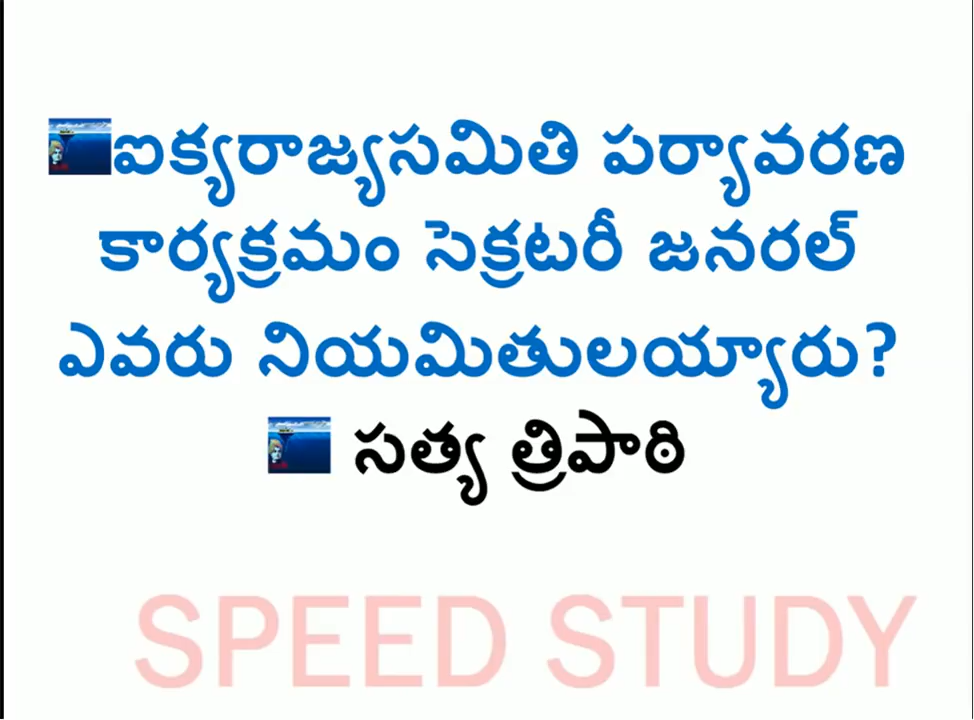 ఐక్యరాజ్యసమితి పర్యావరణ
కార్యక్రమం సెక్రటరీ జనరల్
ఎవరు నియమితులయ్యారు?
సత్య త్రిపాఠి
SPEED STUDY